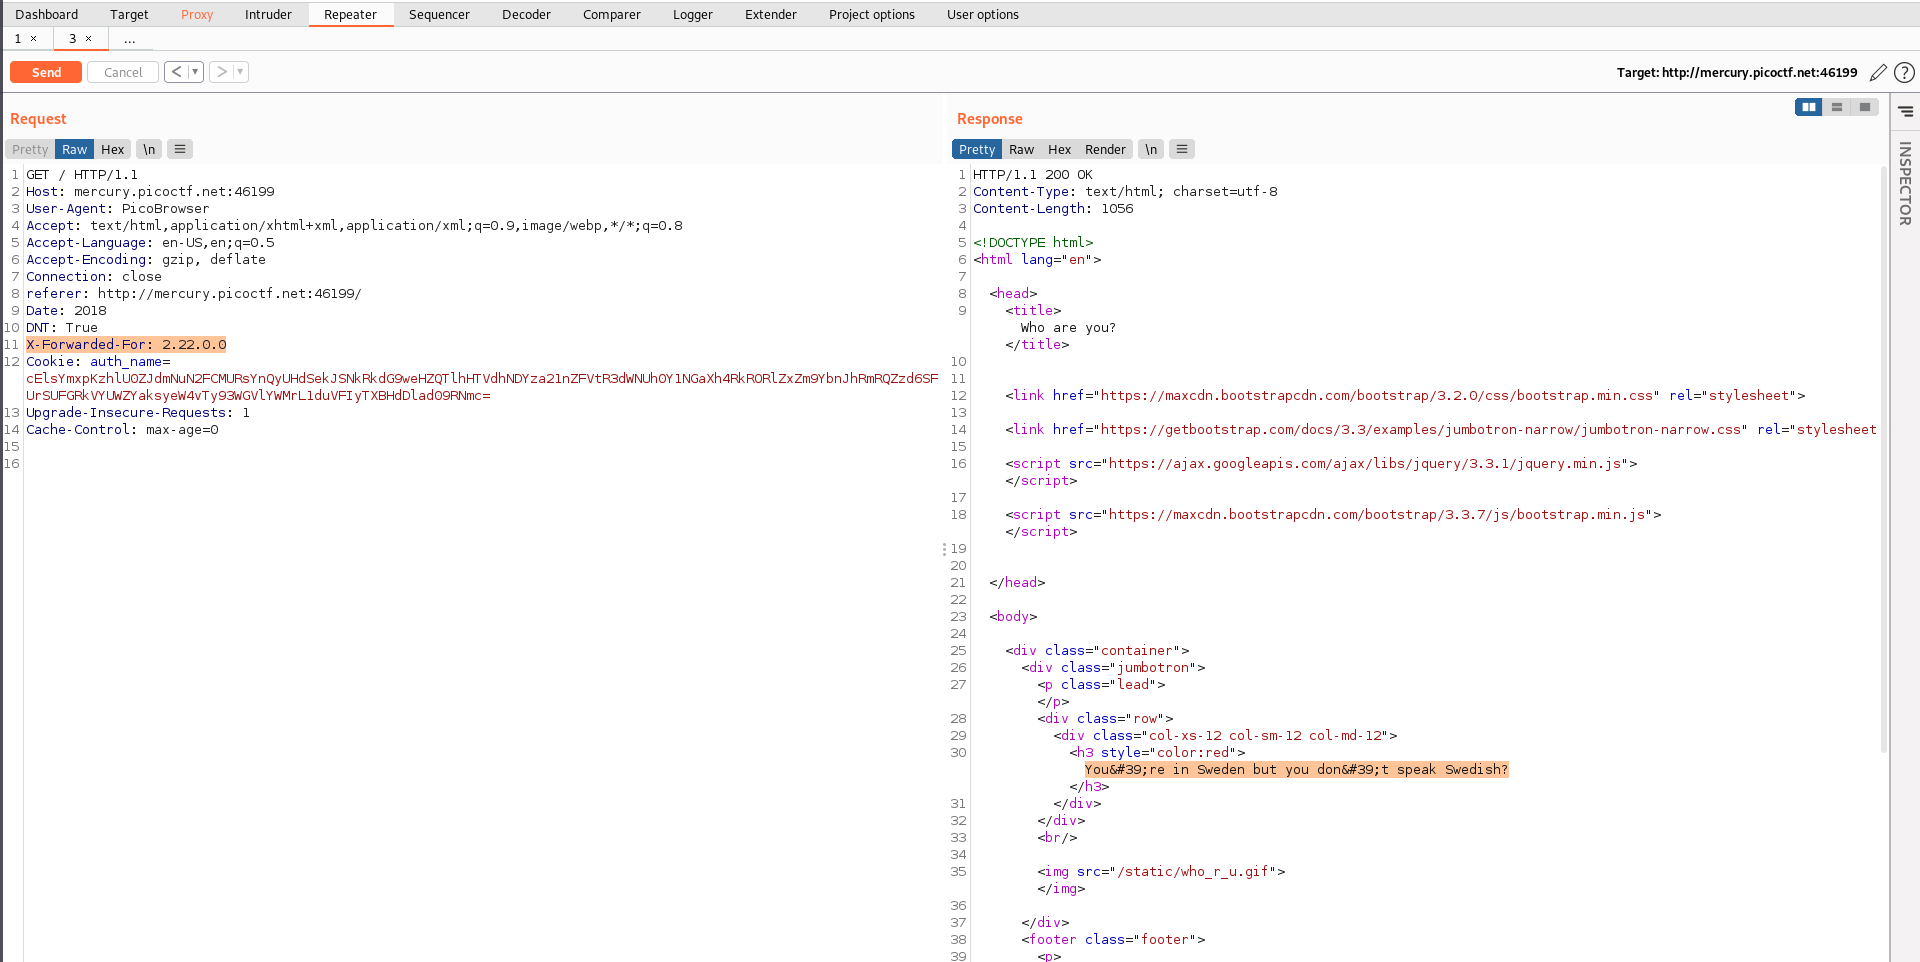 Dashboard Target Proxy Intruder Repeater Sequencer Decoder Comparer Logger Extender Project options User options
1 × 3 × ...
Send Cancel < ▾ > ▾ Target: http://mercury.picoctf.net:46199 ?
Request
Pretty Raw Hex \n ≡
1 GET / HTTP/1.1
2 Host: mercury.picoctf.net:46199
3 User-Agent: PicoBrowser
4 Accept: text/html,application/xhtml+xml,application/xml;q=0.9,image/webp,*/*;q=0.8
5 Accept-Language: en-US,en;q=0.5
6 Accept-Encoding: gzip, deflate
7 Connection: close
8 referer: http://mercury.picoctf.net:46199/
9 Date: 2018
10 DNT: True
11 X-Forwarded-For: 2.22.0.0
12 Cookie: auth_name=
13 Upgrade-Insecure-Requests: 1
14 Cache-Control: max-age=0
15
16
Response
Pretty Raw Hex Render \n ≡
1 HTTP/1.1 200 OK
2 Content-Type: text/html; charset=utf-8
3 Content-Length: 1056
4
5 <!DOCTYPE html>
6 <html lang="en">
7
8 <head>
9 <title>
Who are you?
</title>
10
11
12 <link href="https://maxcdn.bootstrapcdn.com/bootstrap/3.2.0/css/bootstrap.min.css" rel="stylesheet">
13
14 <link href="https://getbootstrap.com/docs/3.3/examples/jumbotron-narrow/jumbotron-narrow.css" rel="stylesheet
15
16 <script src="https://ajax.googleapis.com/ajax/libs/jquery/3.3.1/jquery.min.js">
</script>
17
18 <script src="https://maxcdn.bootstrapcdn.com/bootstrap/3.3.7/js/bootstrap.min.js">
</script>
19
20
21 </head>
22
23 <body>
24
25 <div class="container">
26 <div class="jumbotron">
27 <p class="lead">
</p>
28 <div class="row">
29 <div class="col-xs-12 col-sm-12 col-md-12">
30 <h3 style="color:red">
You&#39;re in Sweden but you don&#39;t speak Swedish?
</h3>
31 </div>
32 </div>
33 <br/>
34
35 <img src="/static/who_r_u.gif">
</img>
36
37 </div>
38 <footer class="footer">
39 <p>
INSPECTOR